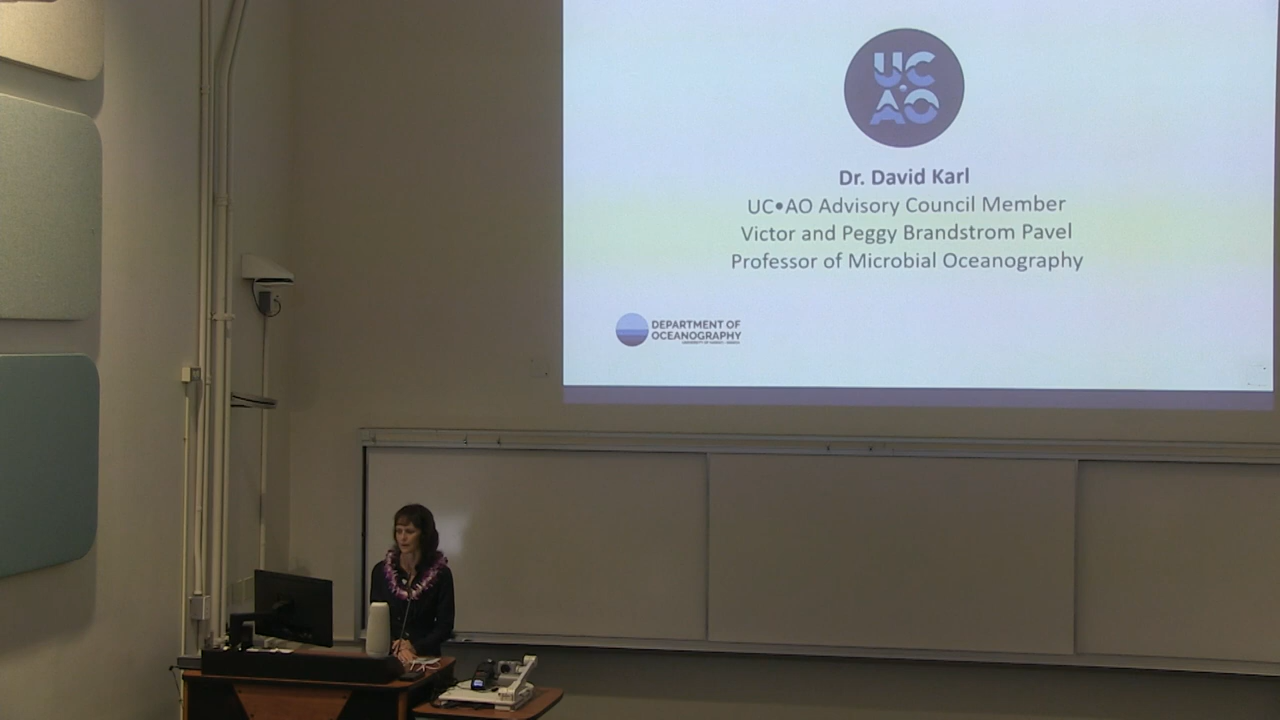 UC
AO
Dr. David Karl
UC•AO Advisory Council Member
Victor and Peggy Brandstrom Pavel
Professor of Microbial Oceanography
DEPARTMENT OF
OCEANOGRAPHY